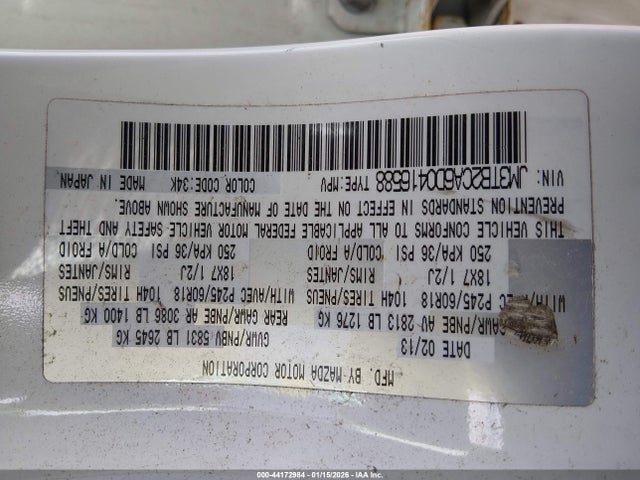 MFD. BY MAZDA MOTOR CORPORATION
DATE 02/13 GVWR/PNBV 5831 LB 2645 KG
GAWR/PNBE AV 2813 LB 1276 KG REAR GAWR/PNBE AR 3086 LB 1400 KG
WITH/AVEC P245/60R18 104H TIRES/PNEUS WITH/AVEC P245/60R18 104H TIRES/PNEUS
18X7 1/2J RIMS/JANTES 18X7 1/2J RIMS/JANTES
250 KPA/36 PSI COLD/A FROID 250 KPA/36 PSI COLD/A FROID
THIS VEHICLE CONFORMS TO ALL APPLICABLE FEDERAL MOTOR VEHICLE SAFETY AND THEFT
PREVENTION STANDARDS IN EFFECT ON THE DATE OF MANUFACTURE SHOWN ABOVE.
VIN: JM3TB2CA6D0416588 TYPE:MPV COLOR CODE:34K MADE IN JAPAN
000-44172984 | 01/15/2026 - IAA Inc.